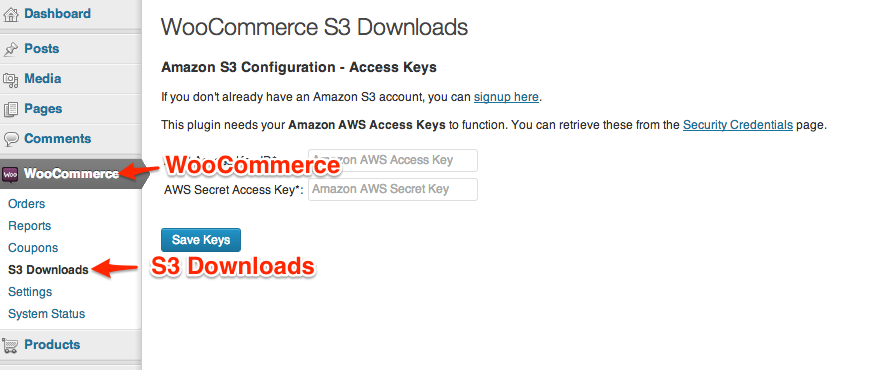 Dashboard
Posts
Media
Pages
Comments
WooCommerce
Orders
Reports
Coupons
S3 Downloads
Settings
System Status
Products
WooCommerce S3 Downloads
Amazon S3 Configuration - Access Keys
If you don't already have an Amazon S3 account, you can signup here.
This plugin needs your Amazon AWS Access Keys to function. You can retrieve these from the Security Credentials page.
WooCommerce
Amazon AWS Access Key
AWS Secret Access Key*: Amazon AWS Secret Key
Save Keys
S3 Downloads